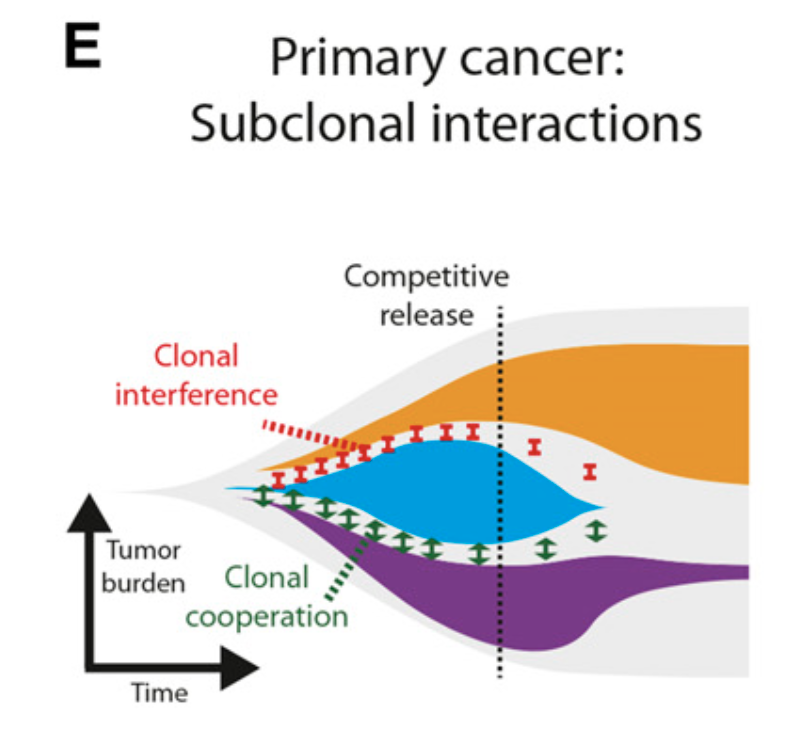 E
Primary cancer:
Subclonal interactions
Competitive
release
Clonal
interference
Tumor
burden
Clonal
cooperation
Time